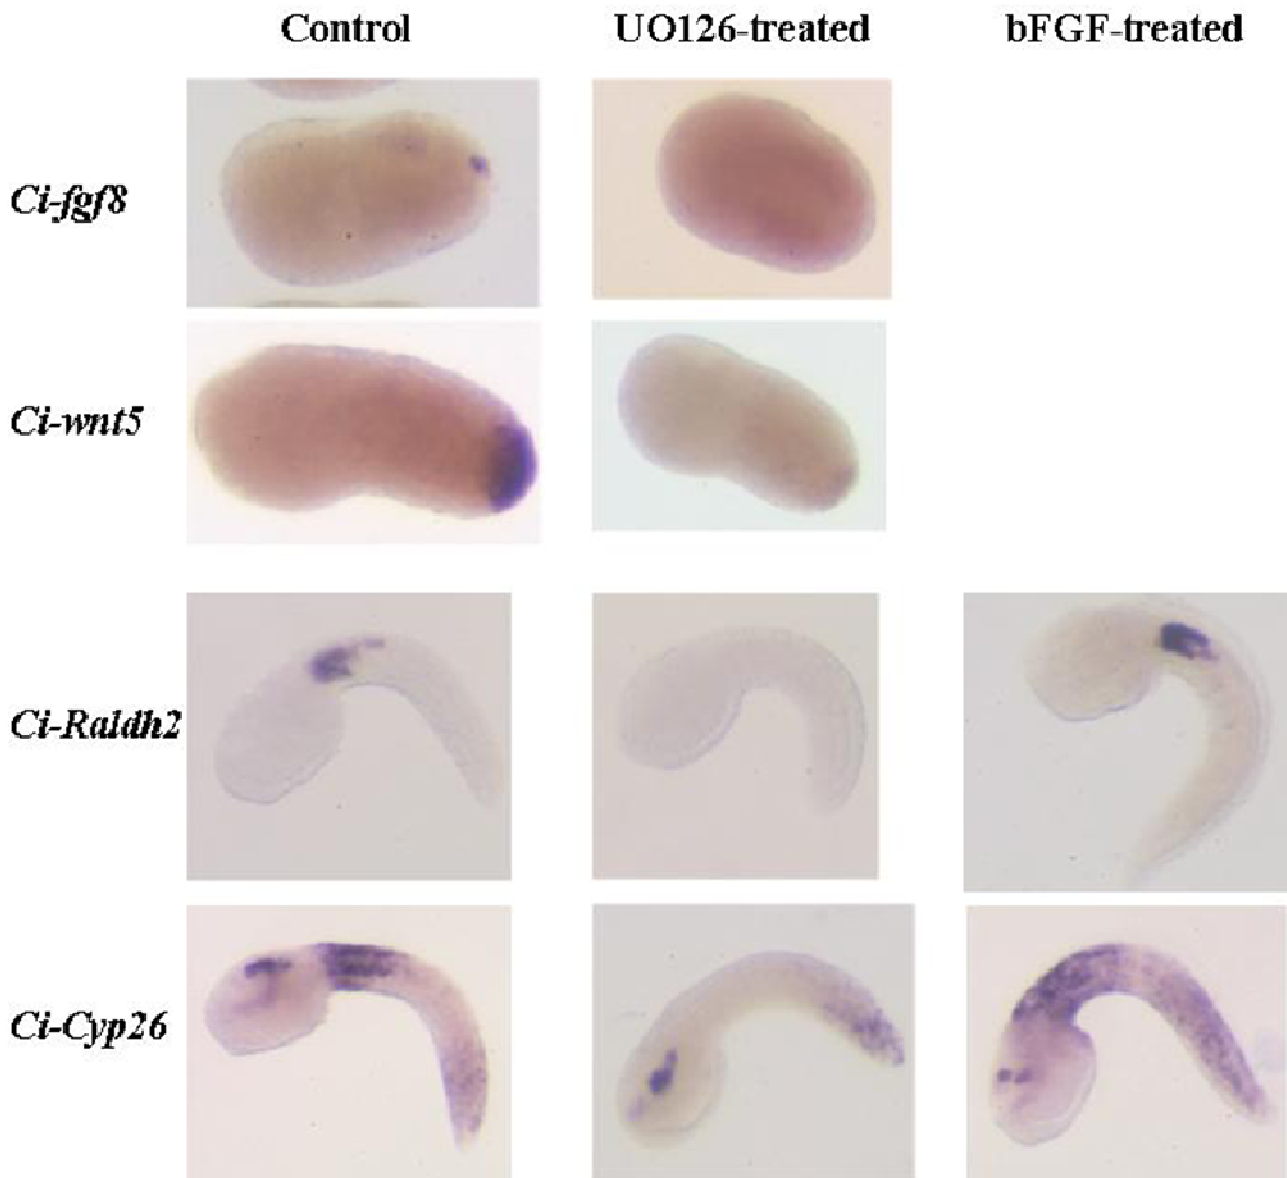 Control UO126-treated bFGF-treated
Ci-fgf8
Ci-wnt5
Ci-Raldh2
Ci-Cyp26